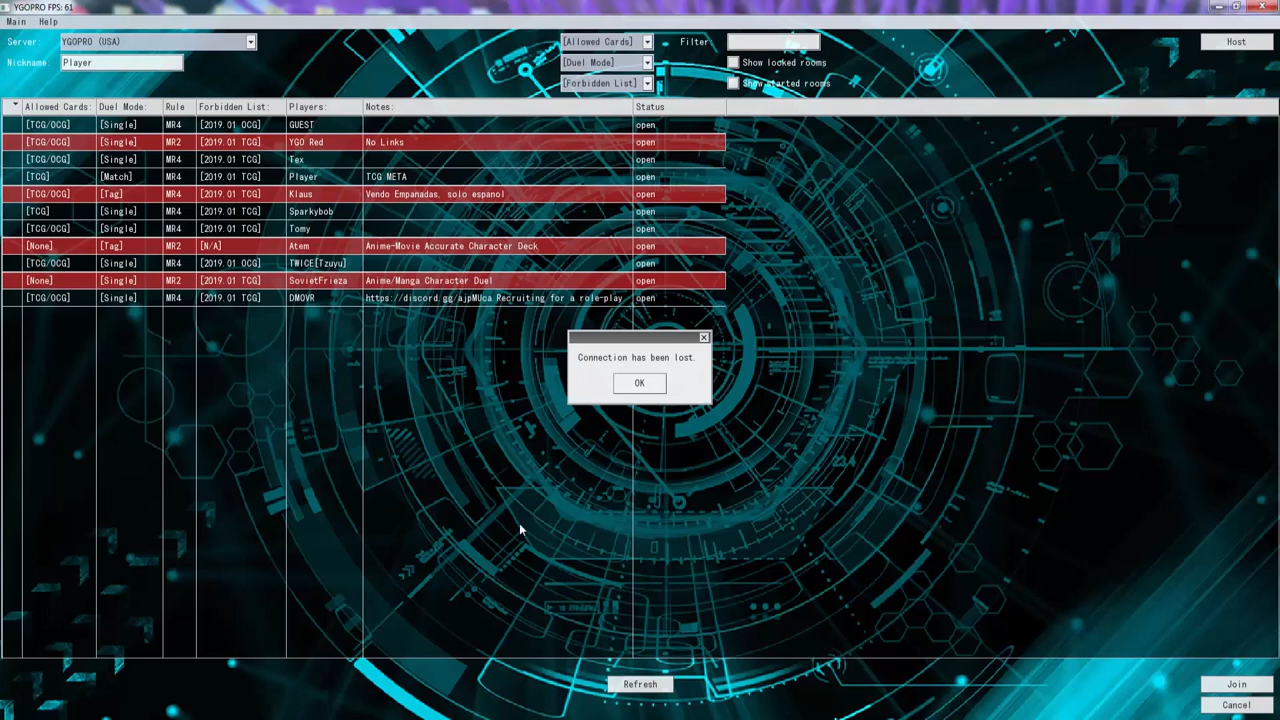 YGOPRO FPS: 61
Main Help
Server: YGOPRO (USA) [Allowed Cards] Filter Host
Nickname: Player [Duel Mode] Show locked rooms
[Forbidden List] Show started rooms
Allowed Cards: Duel Mode: Rule Forbidden List: Players: Notes: Status
[TCG/OCG] [Single] MR4 [2019.01 OCG] GUEST open
[TCG/OCG] [Single] MR2 [2019.01 TCG] YGO Red No Links open
[TCG/OCG] [Single] MR4 [2019.01 TCG] Tex open
[TCG] [Match] MR4 [2019.01 TCG] Player TCG META open
[TCG/OCG] [Tag] MR4 [2019.01 TCG] Klaus Vendo Empanadas, solo espanol open
[TCG] [Single] MR4 [2019.01 TCG] Sparkybob open
[TCG/OCG] [Single] MR4 [2019.01 TCG] Tomy open
[None] [Tag] MR2 [N/A] Atem Anime-Movie Accurate Character Deck open
[TCG/OCG] [Single] MR4 [2019.01 OCG] TWICE[Tzuyu] open
[None] [Single] MR2 [2019.01 TCG] SovietFrieza Anime/Manga Character Duel open
[TCG/OCG] [Single] MR4 [2019.01 TCG] DMOVR https://discord.gg/ajpMUca Recruiting for a role-play open
Connection has been lost.
OK
Refresh Join
Cancel